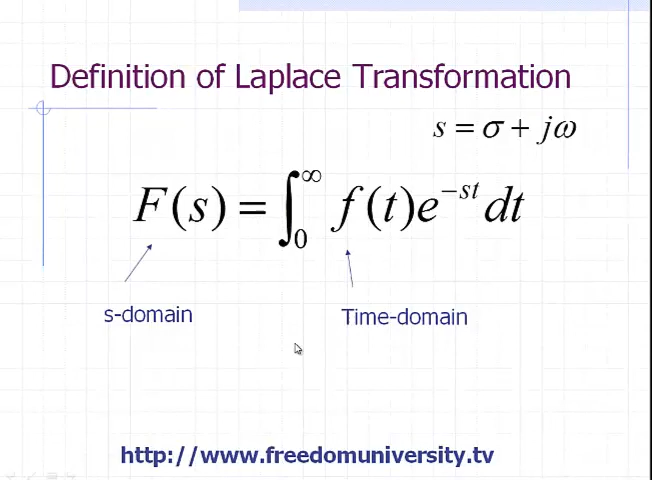 Definition of Laplace Transformation
s = σ + jω
F(s) = ∫₀^∞ f(t)e^{-st} dt
s-domain
Time-domain
http://www.freedomuniversity.tv